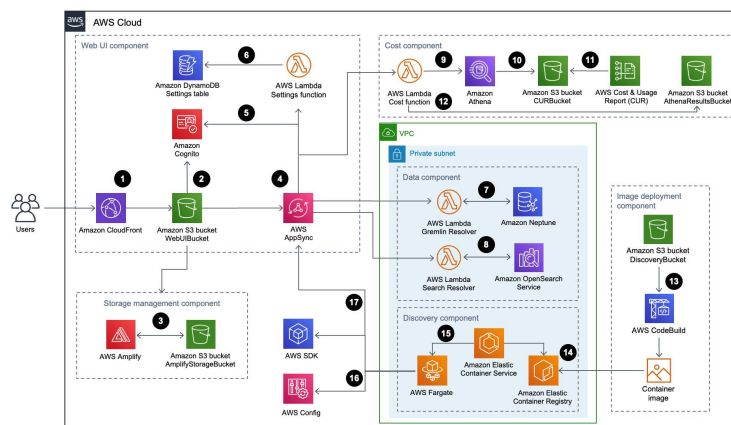 aws
AWS Cloud
Web UI component
6
Amazon DynamoDB
Settings table
AWS Lambda
Settings function
5
Amazon
Cognito
1
2
4
Users
Amazon CloudFront
Amazon S3 bucket
WebUIBucket
AWS
AppSync
Storage management component
3
AWS Amplify
Amazon S3 bucket
AmplifyStorageBucket
17
AWS SDK
16
AWS Config
Cost component
9
10
11
AWS Lambda
Cost function
12
Amazon
Athena
Amazon S3 bucket
CURBucket
AWS Cost & Usage
Report (CUR)
Amazon S3 bucket
AthenaResultsBucket
VPC
Private subnet
Data component
7
AWS Lambda
Gremlin Resolver
Amazon Neptune
8
AWS Lambda
Search Resolver
Amazon OpenSearch
Service
Discovery component
15
14
AWS Fargate
Amazon Elastic
Container Service
Amazon Elastic
Container Registry
Image deployment
component
Amazon S3 bucket
DiscoveryBucket
13
AWS CodeBuild
Container
image